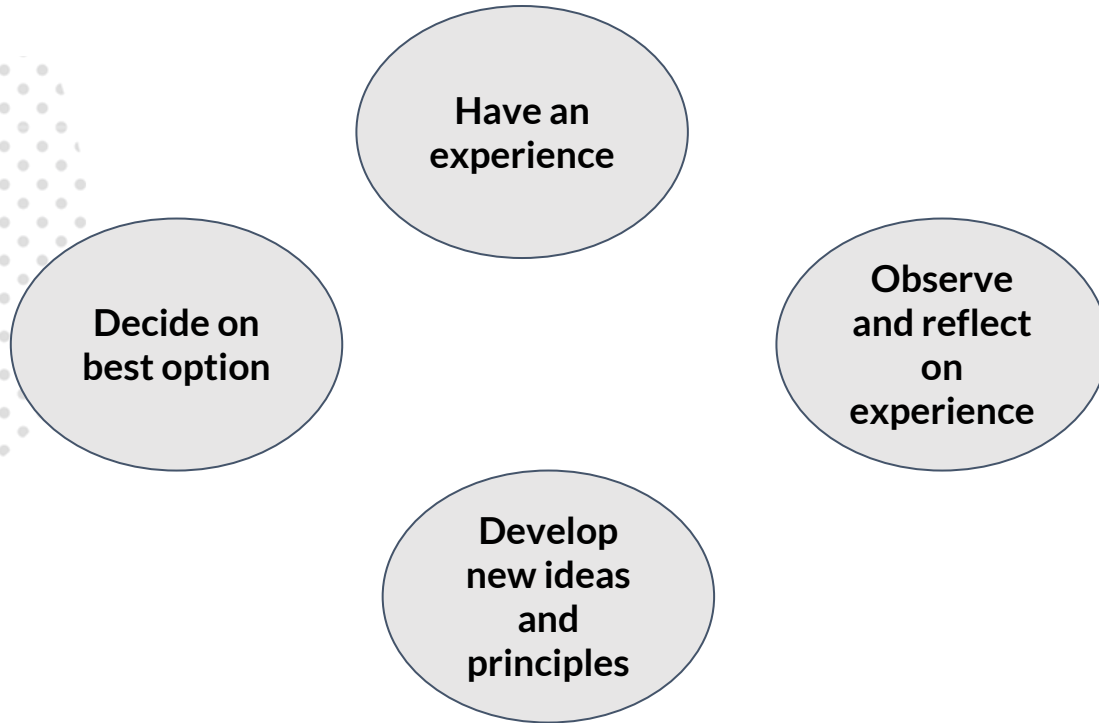 Have an
experience
Decide on
best option
Observe
and reflect
on
experience
Develop
new ideas
and
principles